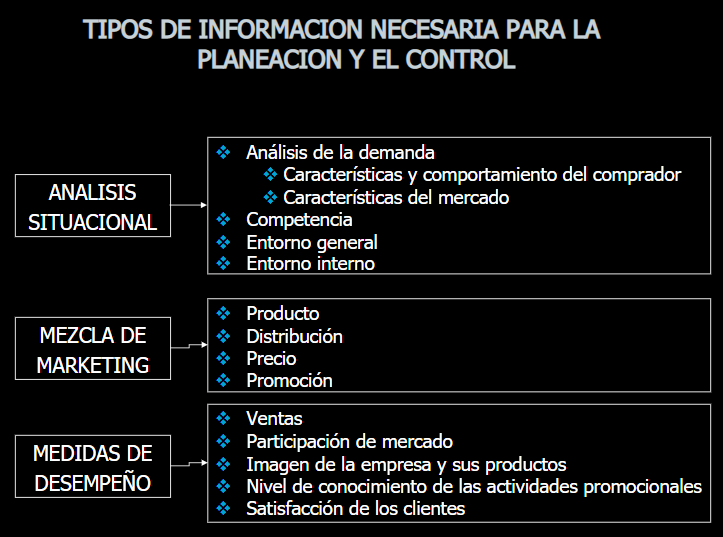 TIPOS DE INFORMACION NECESARIA PARA LA
PLANEACION Y EL CONTROL
ANALISIS
SITUACIONAL
Análisis de la demanda
Características y comportamiento del comprador
Características del mercado
Competencia
Entorno general
Entorno interno
MEZCLA DE
MARKETING
Producto
Distribución
Precio
Promoción
MEDIDAS DE
DESEMPEÑO
Ventas
Participación de mercado
Imagen de la empresa y sus productos
Nivel de conocimiento de las actividades promocionales
Satisfacción de los clientes